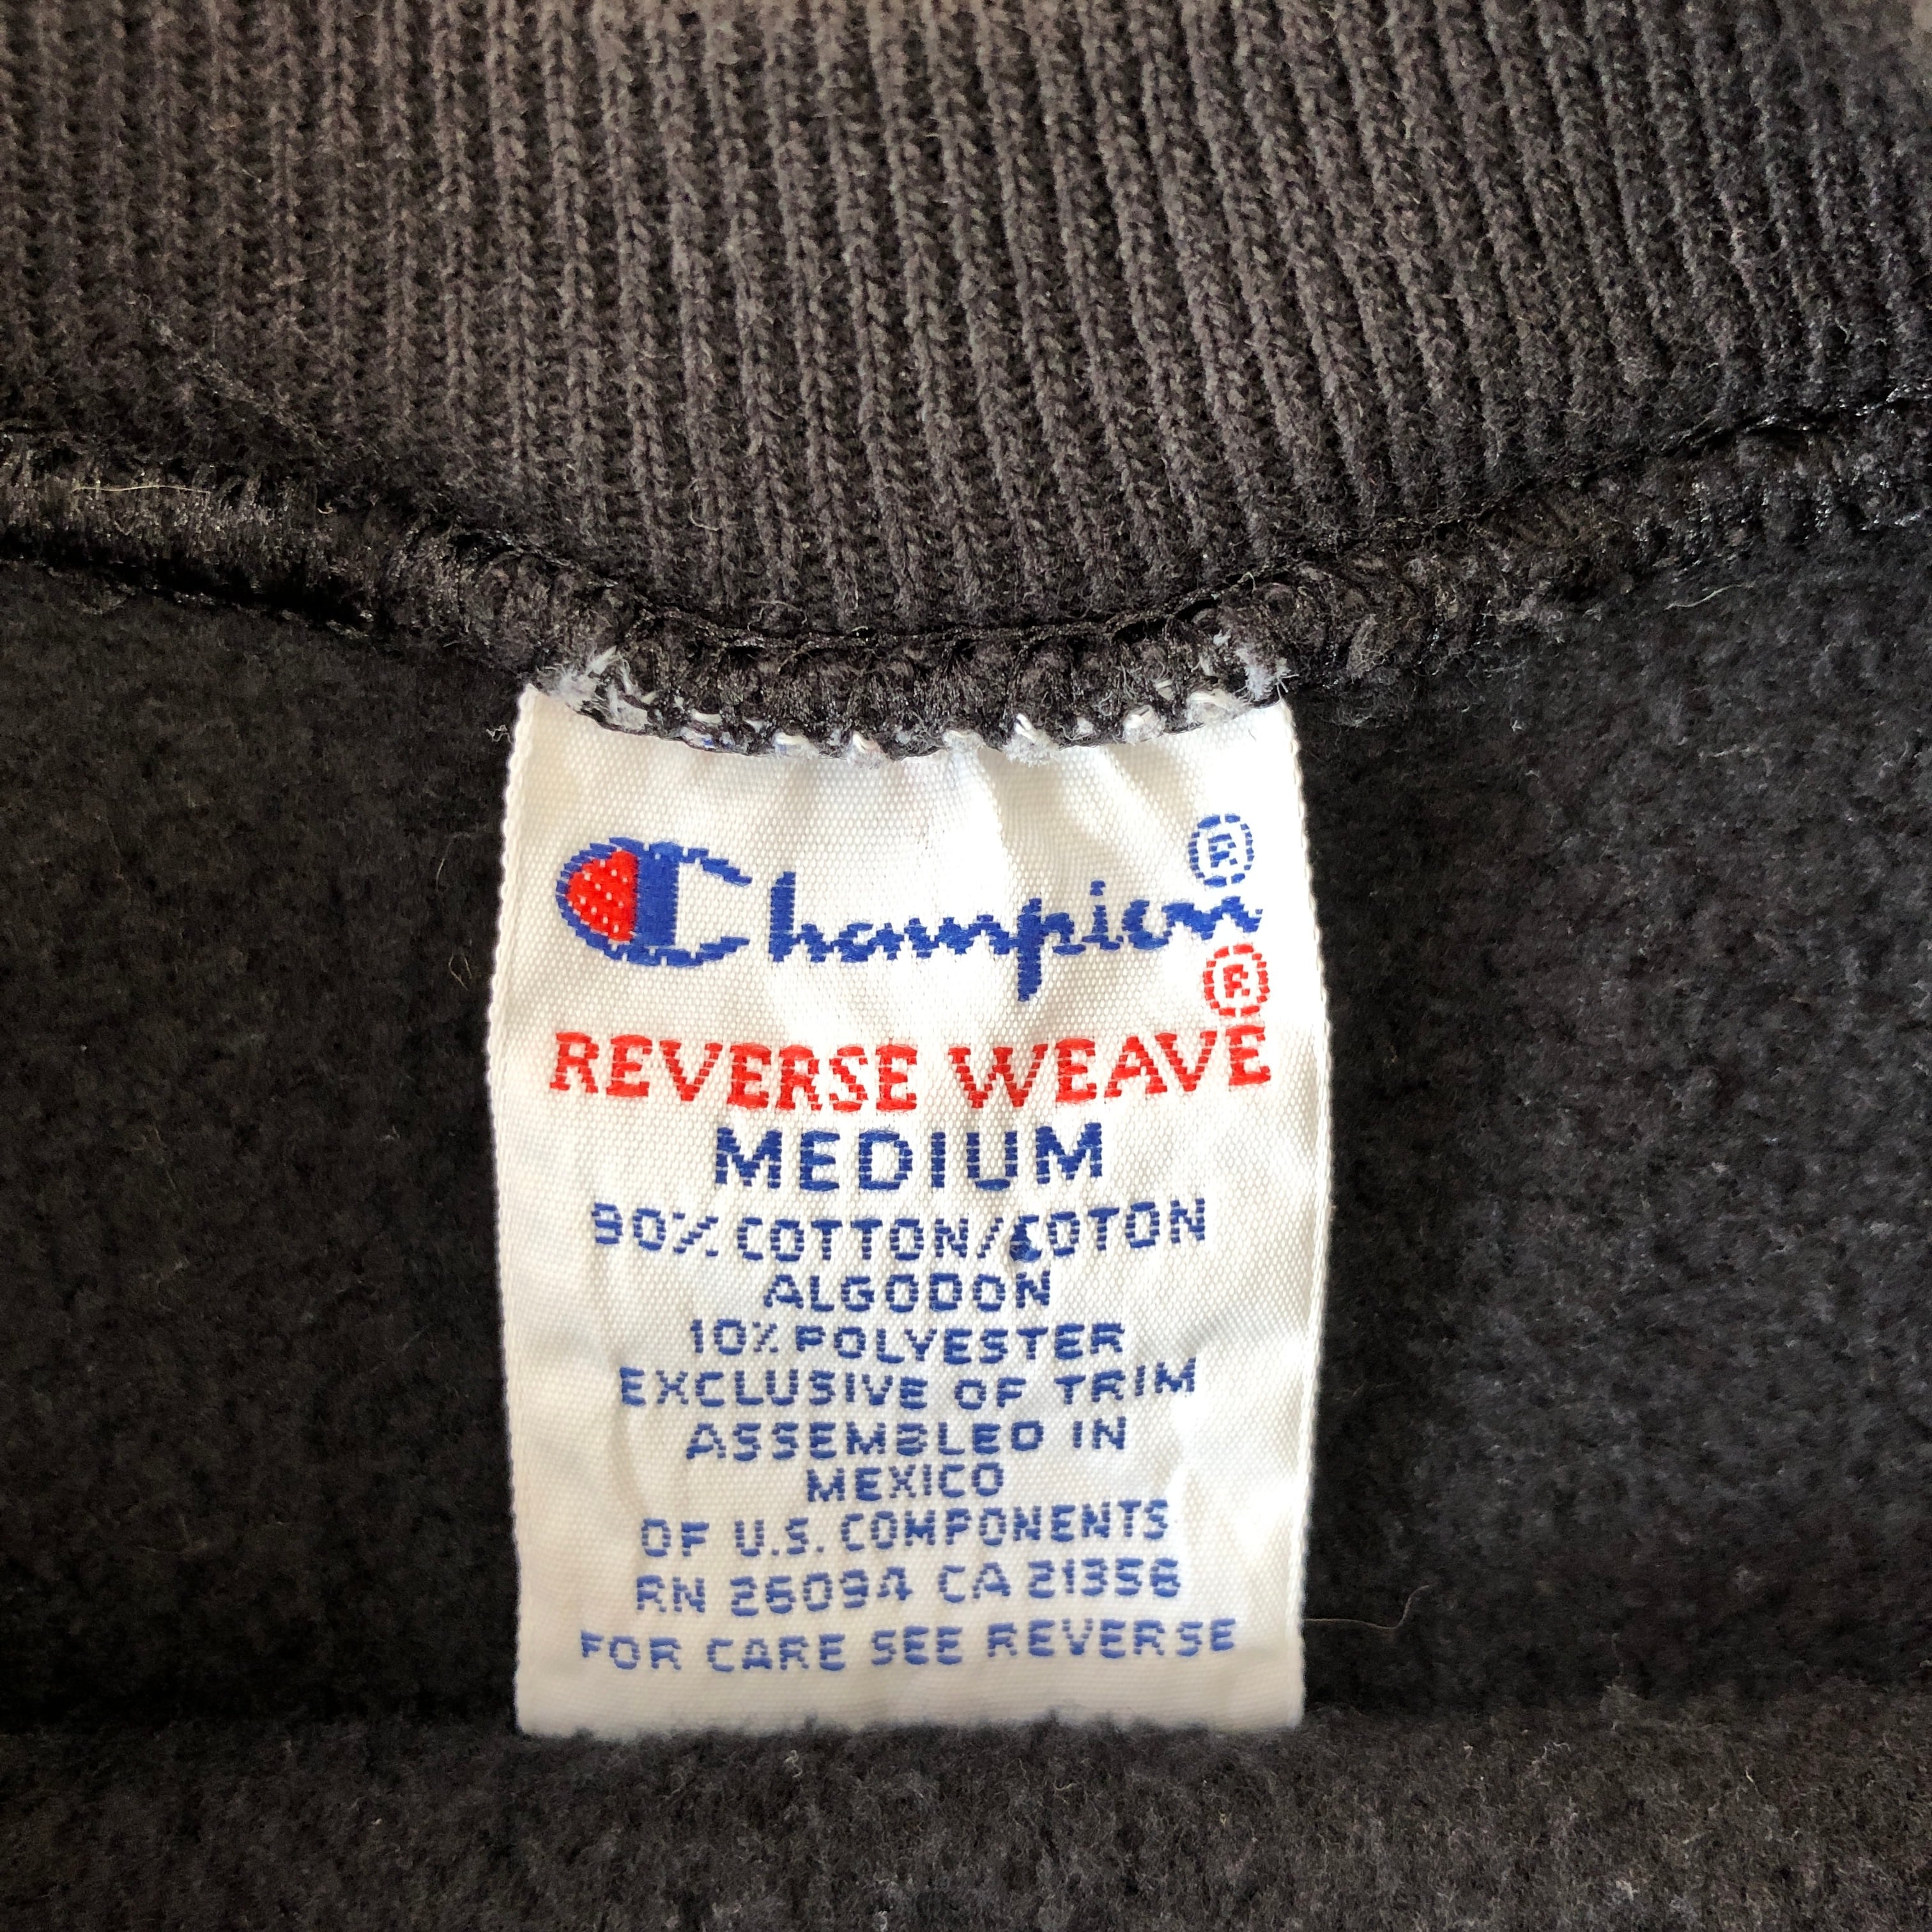 Champion®
REVERSE WEAVE®
MEDIUM
90% COTTON/COTON
ALGODON
10% POLYESTER
EXCLUSIVE OF TRIM
ASSEMBLED IN
MEXICO
OF U.S. COMPONENTS
RN 26094 CA 21356
FOR CARE SEE REVERSE